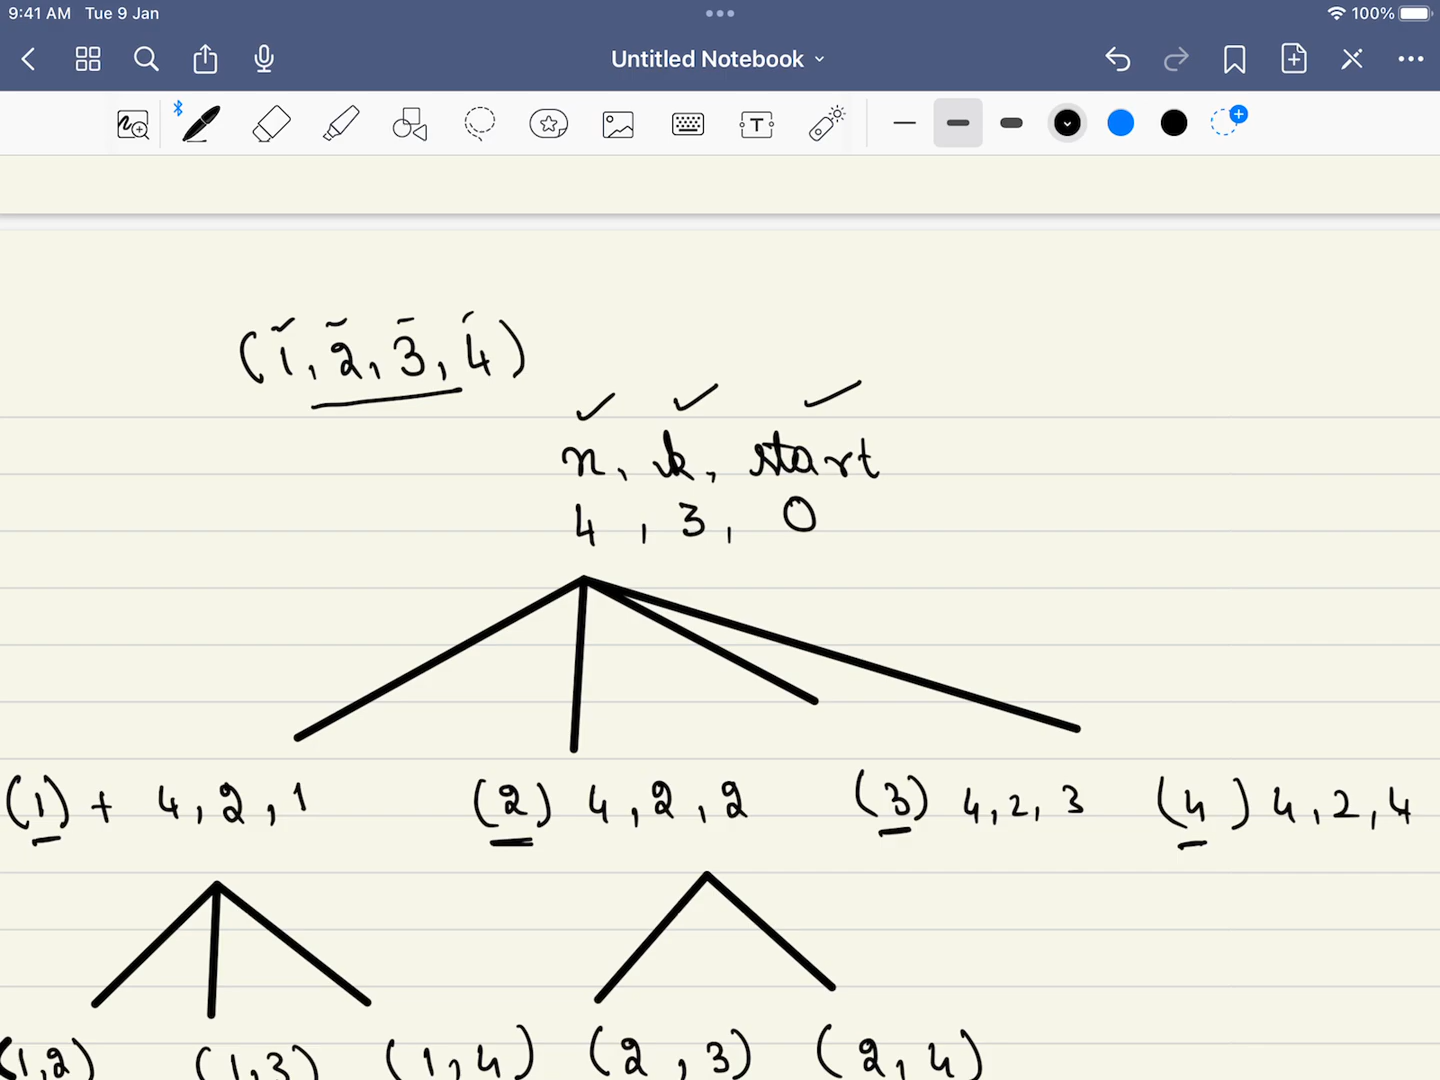 9:41 AM Tue 9 Jan 100%
Untitled Notebook
T
(1, 2, 3, 4)
n, k, start
4, 3, 0
(1) + 4, 2, 1 (2) 4, 2, 2 (3) 4, 2, 3 (4) 4, 2, 4
(1,2) (1,3) (1,4) (2,3) (2,4)